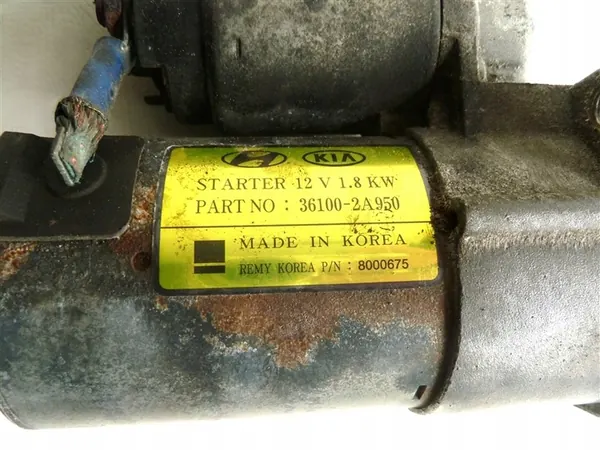 KIA
STARTER 12 V 1.8 KW
PART NO : 36100-2A950
MADE IN KOREA
REMY KOREA P/N : 8000675